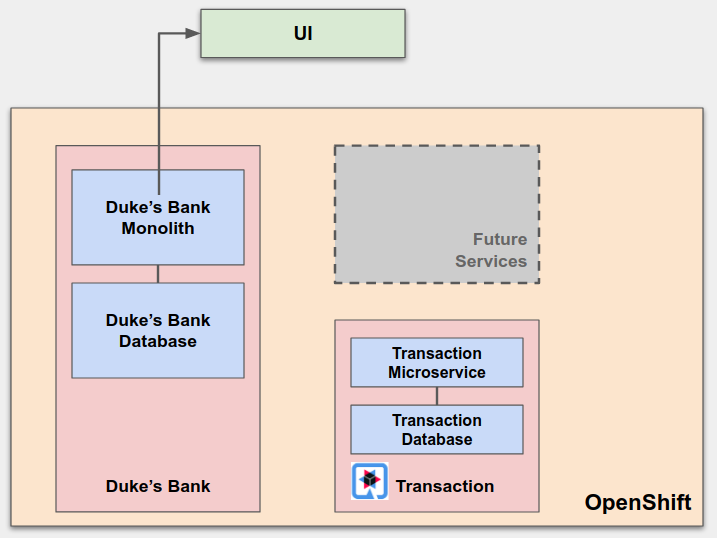 UI
Duke’s Bank
Monolith
Duke’s Bank
Database
Duke’s Bank
Future
Services
Transaction
Microservice
Transaction
Database
Transaction
OpenShift